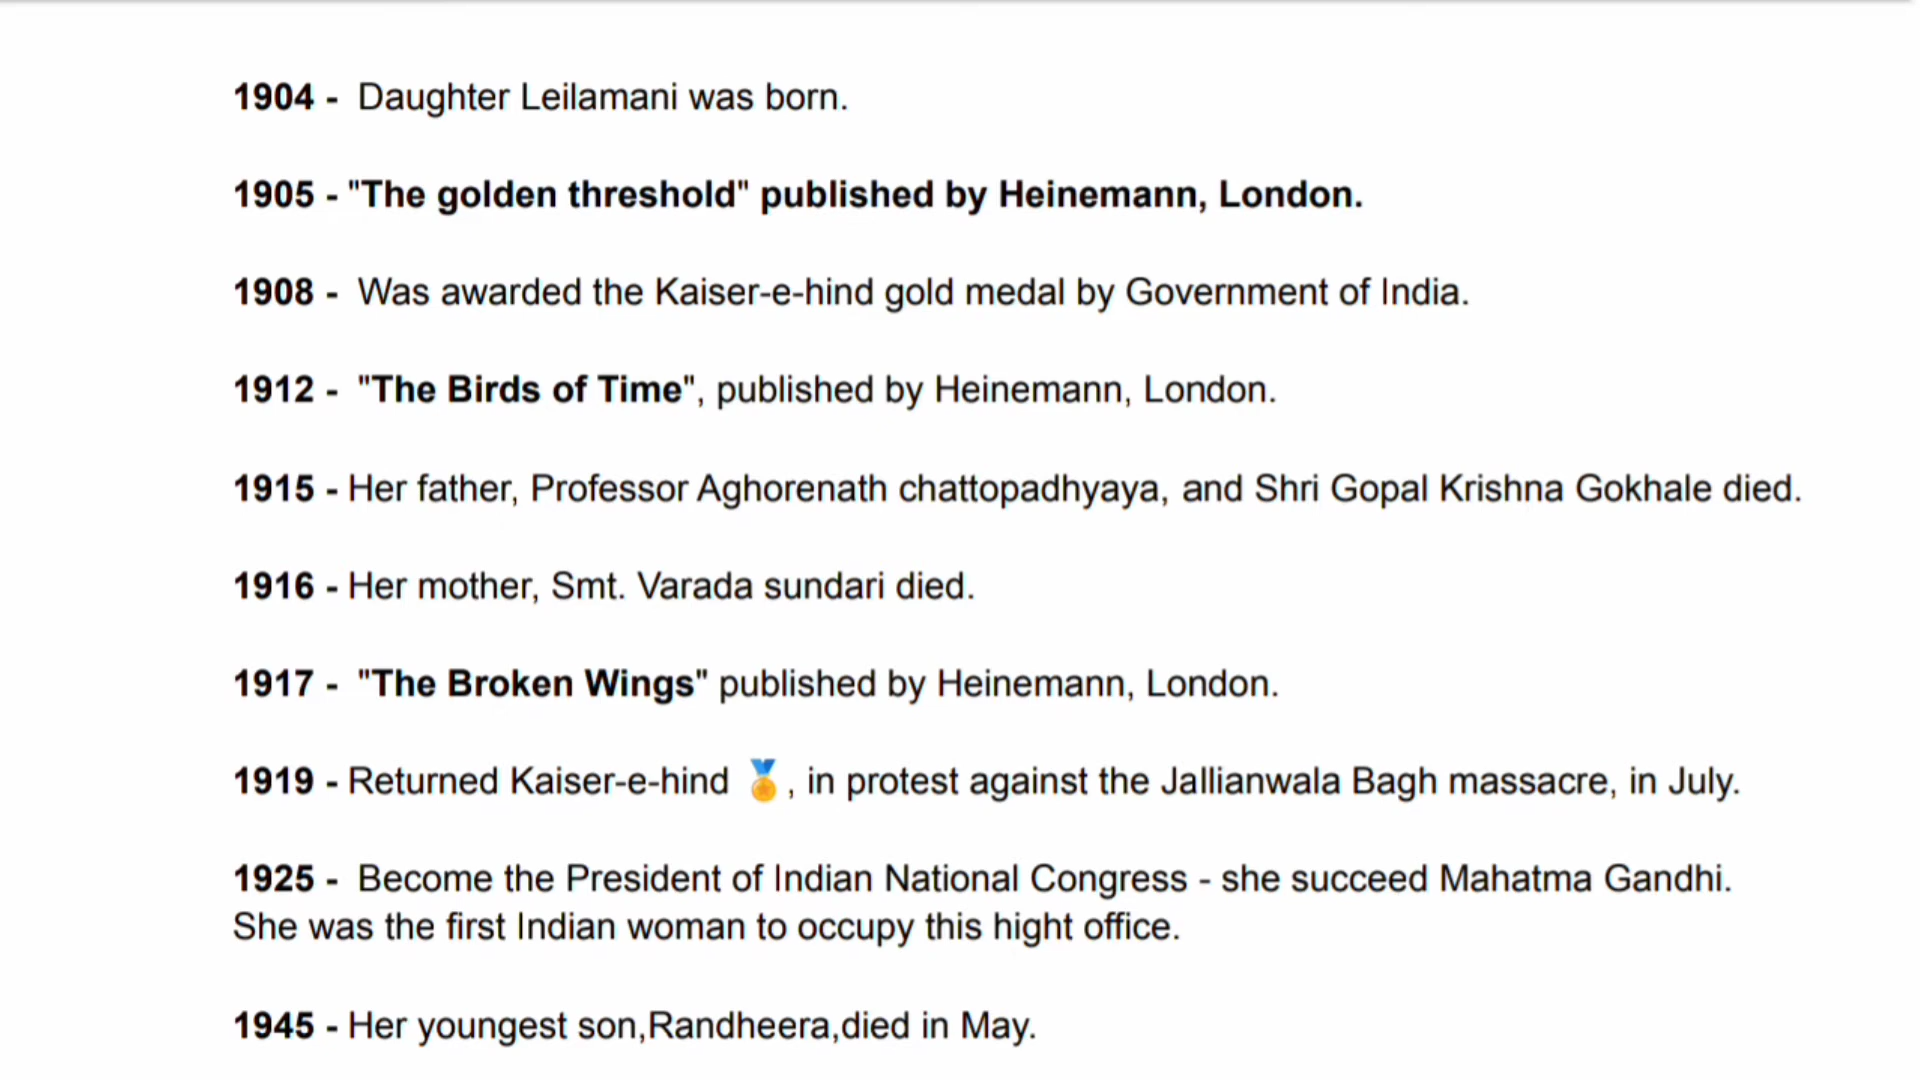 1904 - Daughter Leilamani was born.
1905 - "The golden threshold" published by Heinemann, London.
1908 - Was awarded the Kaiser-e-hind gold medal by Government of India.
1912 - "The Birds of Time", published by Heinemann, London.
1915 - Her father, Professor Aghorenath chattopadhyaya, and Shri Gopal Krishna Gokhale died.
1916 - Her mother, Smt. Varada sundari died.
1917 - "The Broken Wings" published by Heinemann, London.
1919 - Returned Kaiser-e-hind 🏅, in protest against the Jallianwala Bagh massacre, in July.
1925 - Become the President of Indian National Congress - she succeed Mahatma Gandhi.
She was the first Indian woman to occupy this hight office.
1945 - Her youngest son,Randheera,died in May.